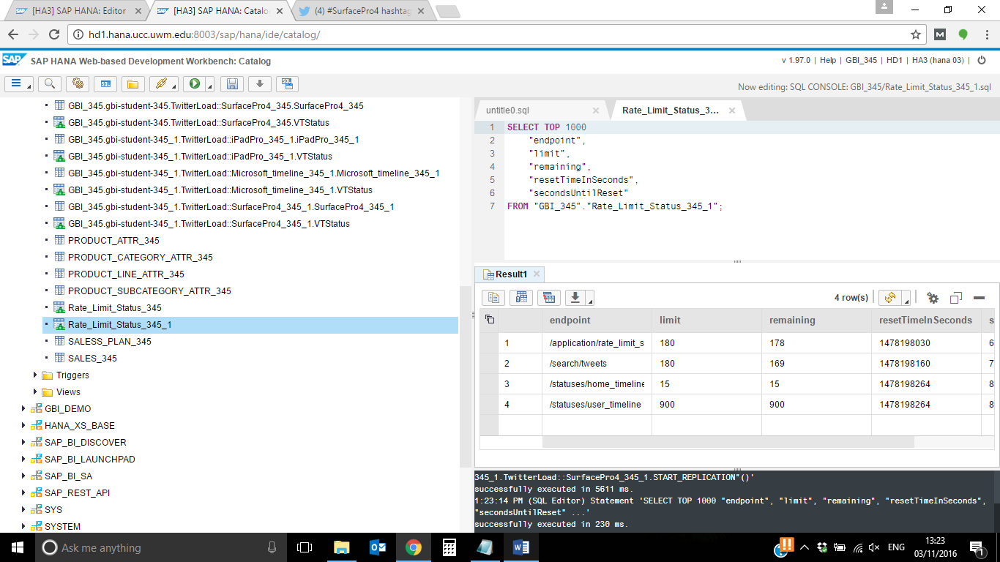 [HA3] SAP HANA: Editor
[HA3] SAP HANA: Catalo
(4) #SurfacePro4 hashtag
hd1.hana.ucc.uwm.edu:8003/sap/hana/ide/catalog/
SAP SAP HANA Web-based Development Workbench: Catalog
v 1.97.0 | Help | GBI_345 | HD1 | HA3 (hana 03) |
Now editing: SQL CONSOLE: GBI_345/Rate_Limit_Status_345_1.sql
GBI_345.gbi-student-345.TwitterLoad::SurfacePro4_345.SurfacePro4_345
GBI_345.gbi-student-345.TwitterLoad::SurfacePro4_345.VTStatus
GBI_345.gbi-student-345_1.TwitterLoad::iPadPro_345_1.iPadPro_345_1
GBI_345.gbi-student-345_1.TwitterLoad::iPadPro_345_1.VTStatus
GBI_345.gbi-student-345_1.TwitterLoad::Microsoft_timeline_345_1.Microsoft_timeline_345_1
GBI_345.gbi-student-345_1.TwitterLoad::Microsoft_timeline_345_1.VTStatus
GBI_345.gbi-student-345_1.TwitterLoad::SurfacePro4_345_1.SurfacePro4_345_1
GBI_345.gbi-student-345_1.TwitterLoad::SurfacePro4_345_1.VTStatus
PRODUCT_ATTR_345
PRODUCT_CATEGORY_ATTR_345
PRODUCT_LINE_ATTR_345
PRODUCT_SUBCATEGORY_ATTR_345
Rate_Limit_Status_345
Rate_Limit_Status_345_1
SALESS_PLAN_345
SALES_345
Triggers
Views
GBI_DEMO
HANA_XS_BASE
SAP_BI_DISCOVER
SAP_BI_LAUNCHPAD
SAP_BI_SA
SAP_REST_API
SYS
SYSTEM
untitle0.sql
Rate_Limit_Status_3...
1 SELECT TOP 1000
2 "endpoint",
3 "limit",
4 "remaining",
5 "resetTimeInSeconds",
6 "secondsUntilReset"
7 FROM "GBI_345"."Rate_Limit_Status_345_1";
Result1
4 row(s)
endpoint limit remaining resetTimeInSeconds s
1 /application/rate_limit_s 180 178 1478198030 6
2 /search/tweets 180 169 1478198160 7
3 /statuses/home_timeline 15 15 1478198264 8
4 /statuses/user_timeline 900 900 1478198264 8
345_1.TwitterLoad::SurfacePro4_345_1.START_REPLICATION"()'
successfully executed in 5611 ms.
1:23:14 PM (SQL Editor) Statement 'SELECT TOP 1000 "endpoint", "limit", "remaining", "resetTimeInSeconds",
"secondsUntilReset" ...'
successfully executed in 230 ms.
Ask me anything
ENG
13:23
03/11/2016
1